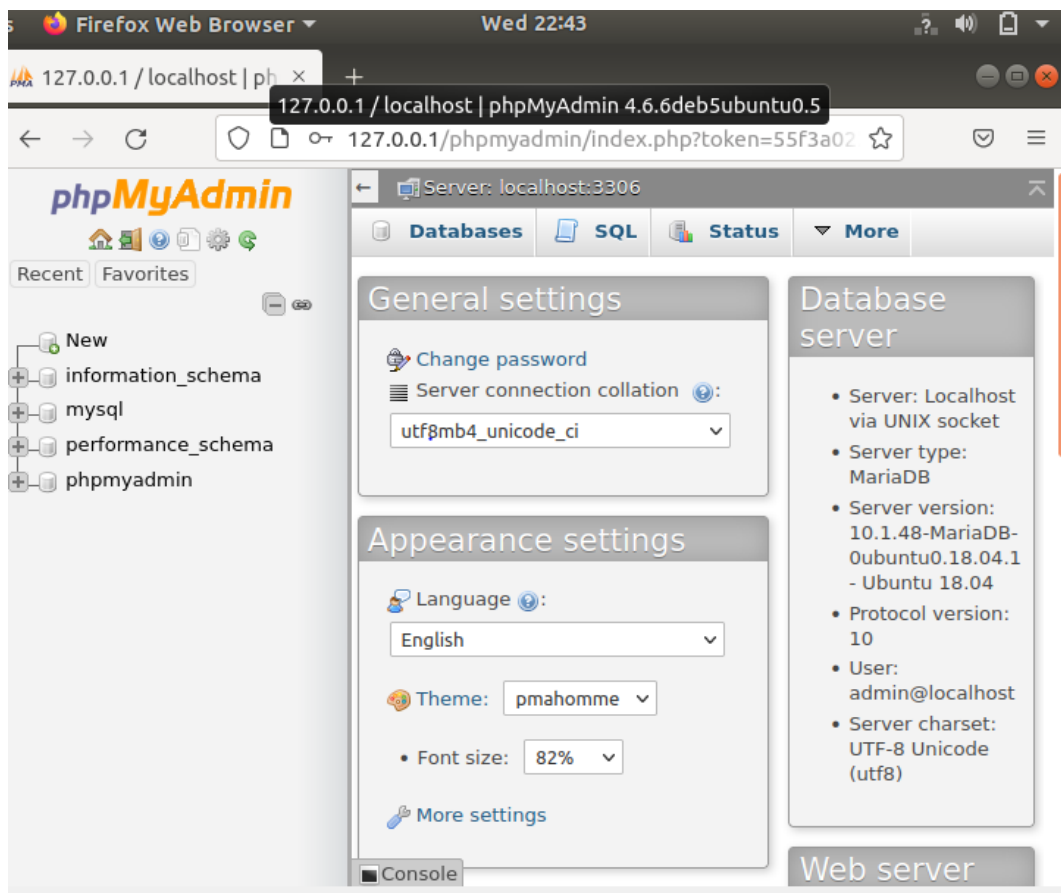 Firefox Web Browser
Wed 22:43
127.0.0.1 / localhost | ph
127.0.0.1 / localhost | phpMyAdmin 4.6.6deb5ubuntu0.5
127.0.0.1/phpmyadmin/index.php?token=55f3a02
phpMyAdmin
Recent Favorites
New
information_schema
mysql
performance_schema
phpmyadmin
Server: localhost:3306
Databases SQL Status More
General settings
Change password
Server connection collation :
utf8mb4_unicode_ci
Appearance settings
Language :
English
Theme: pmahomme
• Font size: 82%
More settings
Console
Database
server
• Server: Localhost
via UNIX socket
• Server type:
MariaDB
• Server version:
10.1.48-MariaDB-
0ubuntu0.18.04.1
- Ubuntu 18.04
• Protocol version:
10
• User:
admin@localhost
• Server charset:
UTF-8 Unicode
(utf8)
Web server